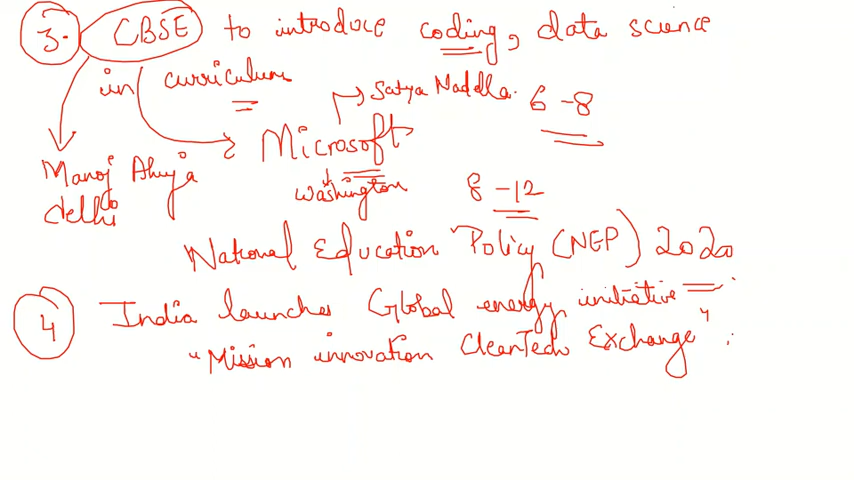 3. CBSE to introduce coding, data science
in curriculum
Satya Naddla. 6-8
Microsoft
Manoj Ahuja
Washington 8-12
delhi
National Education Policy (NEP) 2020
4 India launches Global energy initiative
"Mission innovation CleanTech Exchange"